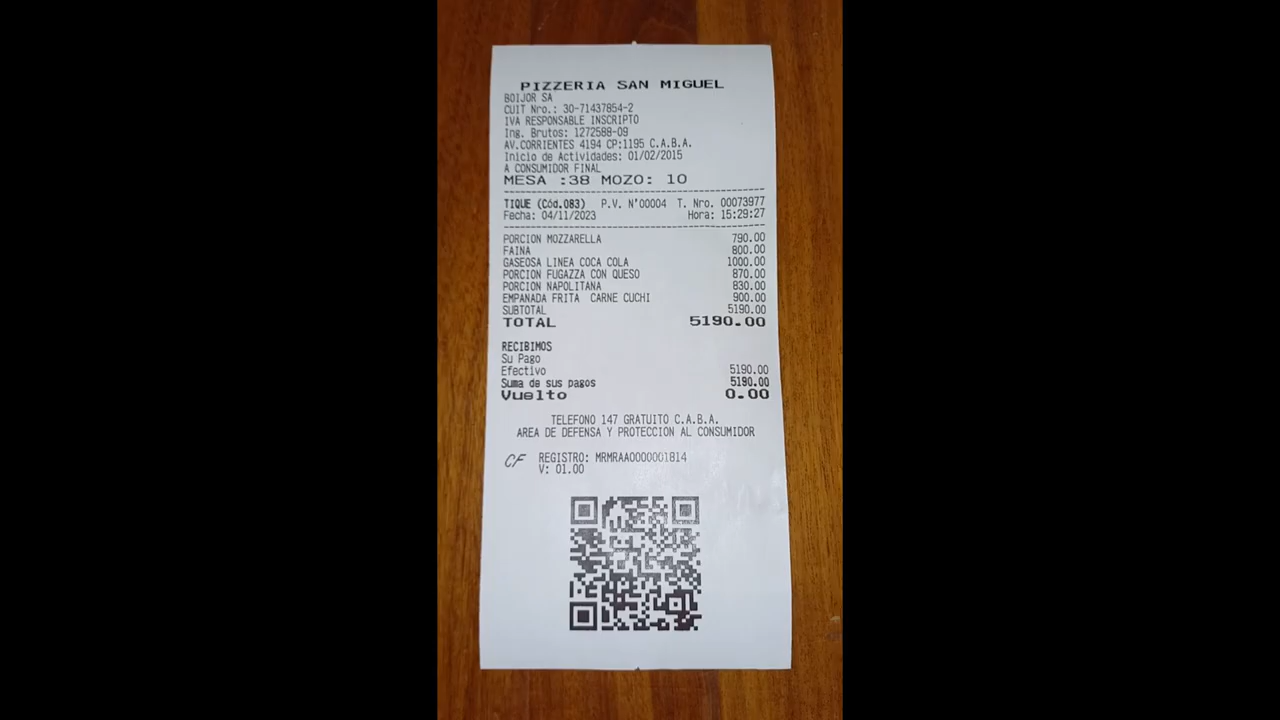 PIZZERIA SAN MIGUEL
BOIJOR SA
CUIT Nro.: 30-71437854-2
IVA RESPONSABLE INSCRIPTO
Ing. Brutos: 1272588-09
AV.CORRIENTES 4194 CP:1195 C.A.B.A.
Inicio de Actividades: 01/02/2015
A CONSUMIDOR FINAL
MESA :38 MOZO: 10
TIQUE (Cód.083) P.V. N°00004 T. Nro. 00073977
Fecha: 04/11/2023 Hora: 15:29:27
PORCION MOZZARELLA 790.00
FAINA 800.00
GASEOSA LINEA COCA COLA 1000.00
PORCION FUGAZZA CON QUESO 870.00
PORCION NAPOLITANA 830.00
EMPANADA FRITA CARNE CUCHI 900.00
SUBTOTAL 5190.00
TOTAL 5190.00
RECIBIMOS
Su Pago
Efectivo 5190.00
Suma de sus pagos 5190.00
Vuelto 0.00
TELEFONO 147 GRATUITO C.A.B.A.
AREA DE DEFENSA Y PROTECCION AL CONSUMIDOR
CF REGISTRO: MRMRAA0000001814
V: 01.00